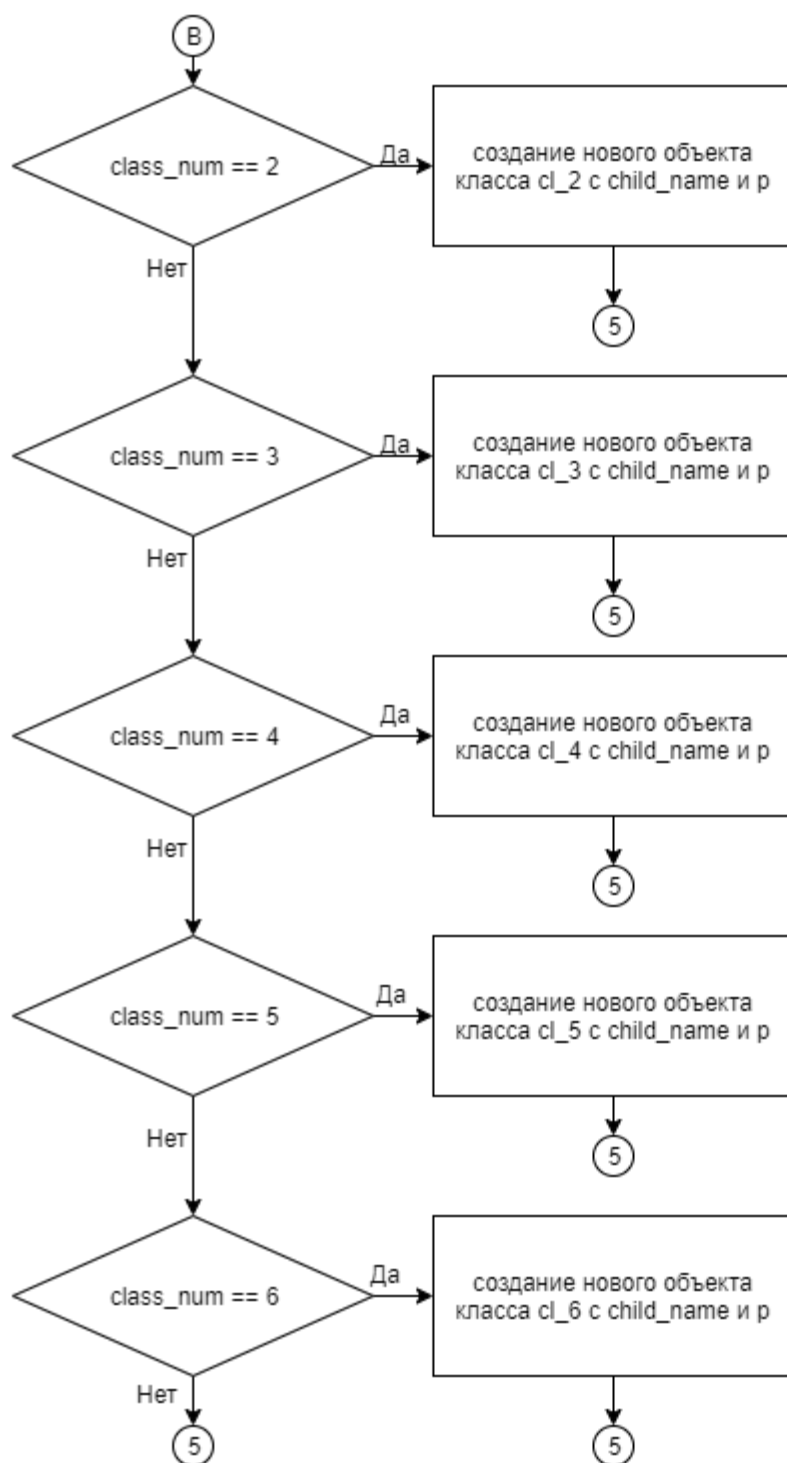 B
class_num == 2
Да
создание нового объекта
класса cl_2 с child_name и p
Нет
5
class_num == 3
Да
создание нового объекта
класса cl_3 с child_name и p
Нет
5
class_num == 4
Да
создание нового объекта
класса cl_4 с child_name и p
Нет
5
class_num == 5
Да
создание нового объекта
класса cl_5 с child_name и p
Нет
5
class_num == 6
Да
создание нового объекта
класса cl_6 с child_name и p
Нет
5
5